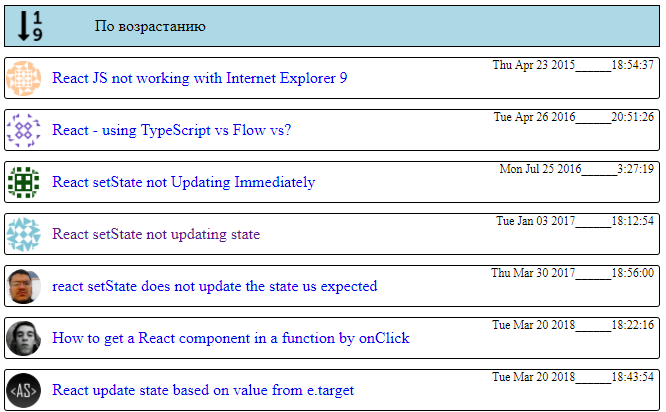 1
9
По возрастанию
Thu Apr 23 2015______18:54:37
React JS not working with Internet Explorer 9
Tue Apr 26 2016______20:51:26
React - using TypeScript vs Flow vs?
Mon Jul 25 2016______3:27:19
React setState not Updating Immediately
Tue Jan 03 2017______18:12:54
React setState not updating state
Thu Mar 30 2017______18:56:00
react setState does not update the state us expected
Tue Mar 20 2018______18:22:16
How to get a React component in a function by onClick
Tue Mar 20 2018______18:43:54
<AS>
React update state based on value from e.target